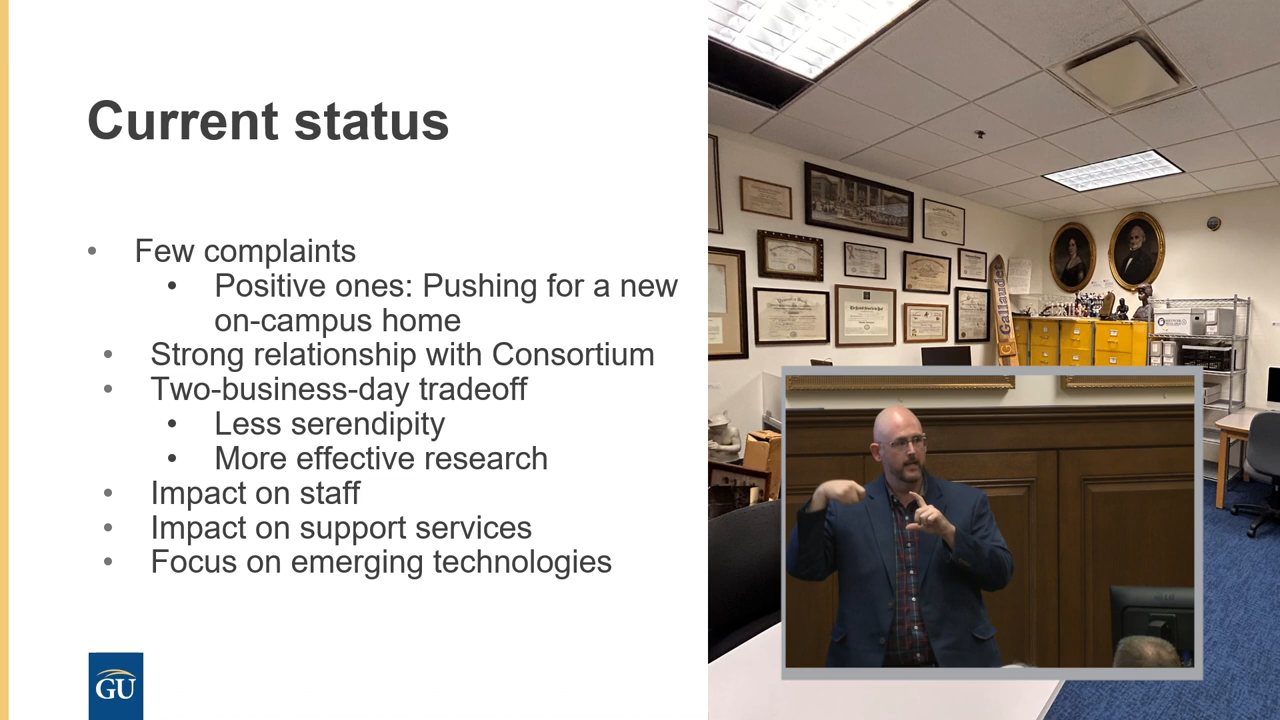 Current status
• Few complaints
• Positive ones: Pushing for a new
on-campus home
• Strong relationship with Consortium
• Two-business-day tradeoff
• Less serendipity
• More effective research
• Impact on staff
• Impact on support services
• Focus on emerging technologies
GU
Gallaudet